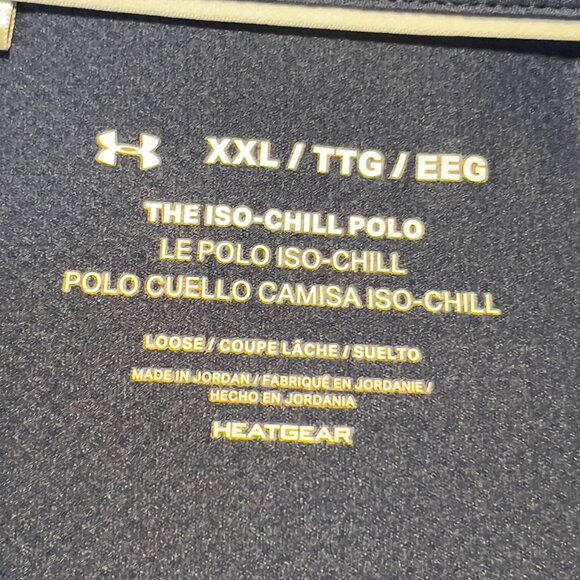 XXL / TTG / EEG
THE ISO-CHILL POLO
LE POLO ISO-CHILL
POLO CUELLO CAMISA ISO-CHILL
LOOSE / COUPE LÂCHE / SUELTO
MADE IN JORDAN / FABRIQUÉ EN JORDANIE /
HECHO EN JORDANIA
HEATGEAR